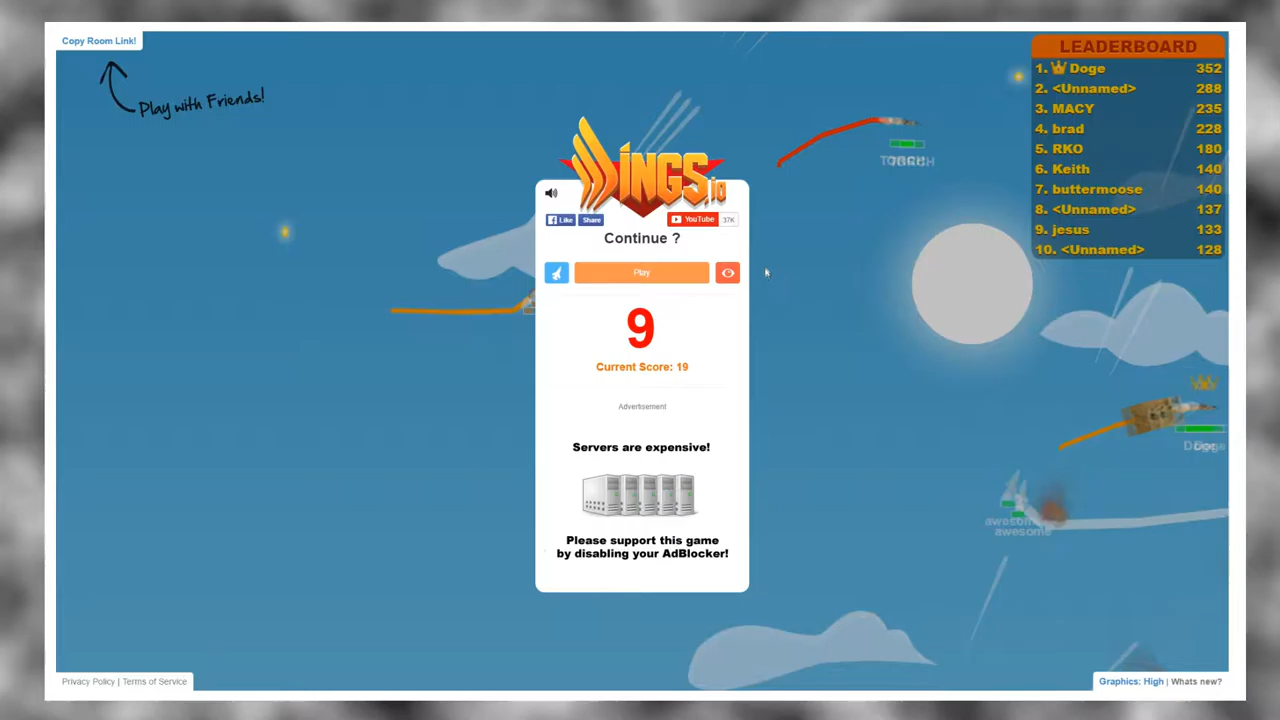 Copy Room Link!
Play with Friends!
WINGS.io
Like
Share
YouTube
37K
Continue ?
Play
9
Current Score: 19
Advertisement
Servers are expensive!
Please support this game
by disabling your AdBlocker!
LEADERBOARD
1. Doge 352
2. <Unnamed> 288
3. MACY 235
4. brad 228
5. RKO 180
6. Keith 140
7. buttermoose 140
8. <Unnamed> 137
9. jesus 133
10. <Unnamed> 128
awesome
awesome
Privacy Policy | Terms of Service
Graphics: High | Whats new?